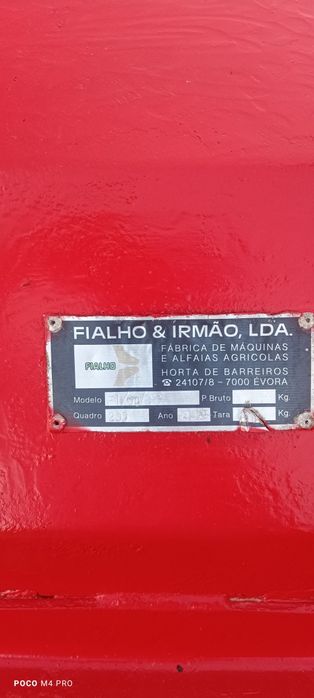 FIALHO & IRMÃO, LDA.
FIALHO
FÁBRICA DE MÁQUINAS
E ALFAIAS AGRICOLAS
HORTA DE BARREIROS
☎ 24107/8 – 7000 ÉVORA
Modelo P. Bruto Kg.
Quadro Ano Tara Kg.
POCO M4 PRO